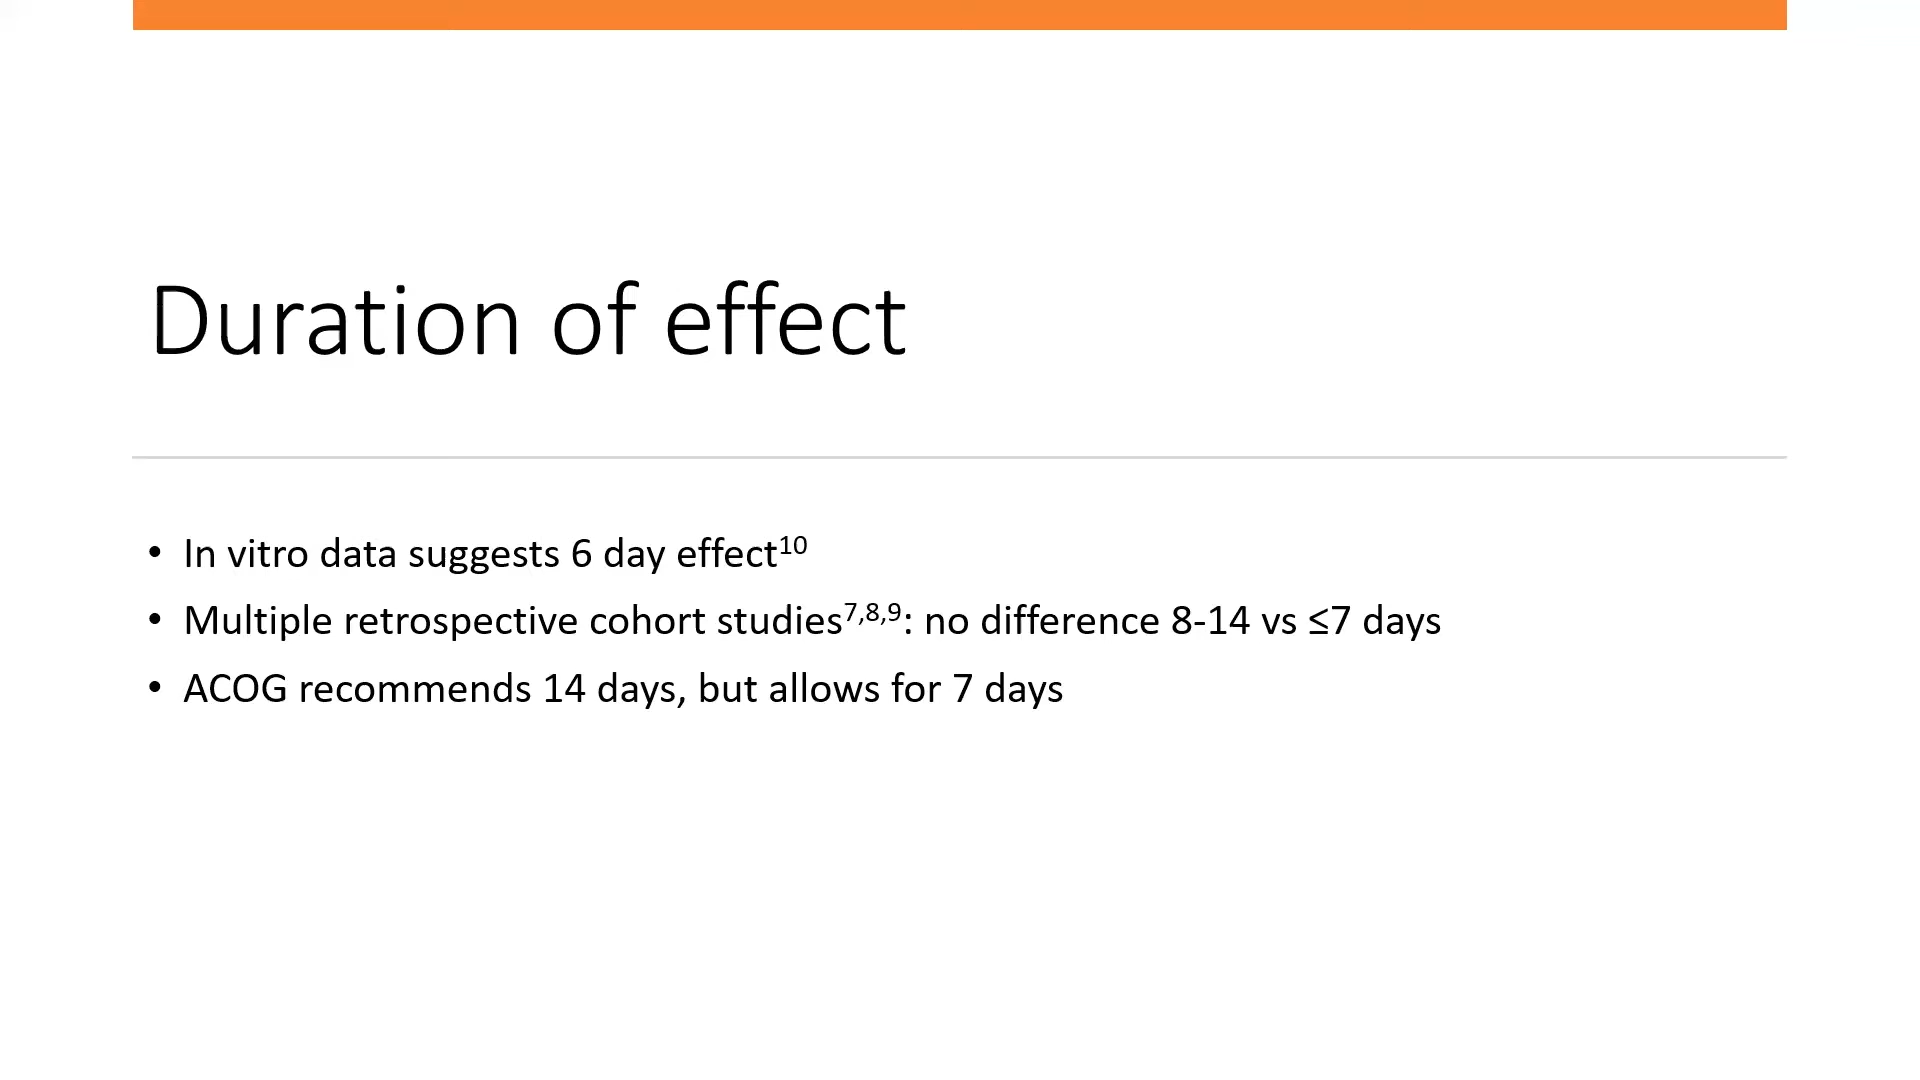 Duration of effect
• In vitro data suggests 6 day effect¹⁰
• Multiple retrospective cohort studies⁷,⁸,⁹: no difference 8-14 vs ≤7 days
• ACOG recommends 14 days, but allows for 7 days